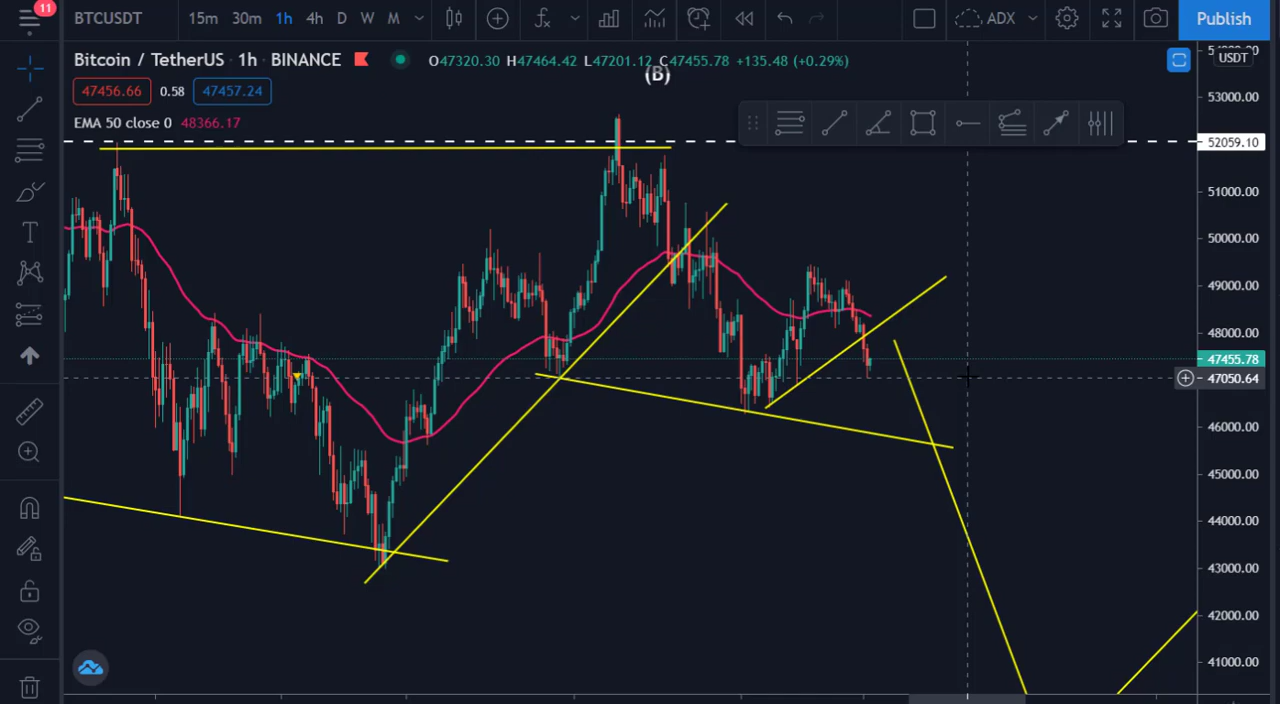 11
BTCUSDT 15m 30m 1h 4h D W M ADX Publish
Bitcoin / TetherUS · 1h · BINANCE O47320.30 H47464.42 L47201.12 C47455.78 +135.48 (+0.29%)
USDT
(B)
47456.66 0.58 47457.24
EMA 50 close 0 48366.17
53000.00
52059.10
51000.00
50000.00
49000.00
48000.00
47455.78
47050.64
46000.00
45000.00
44000.00
43000.00
42000.00
41000.00